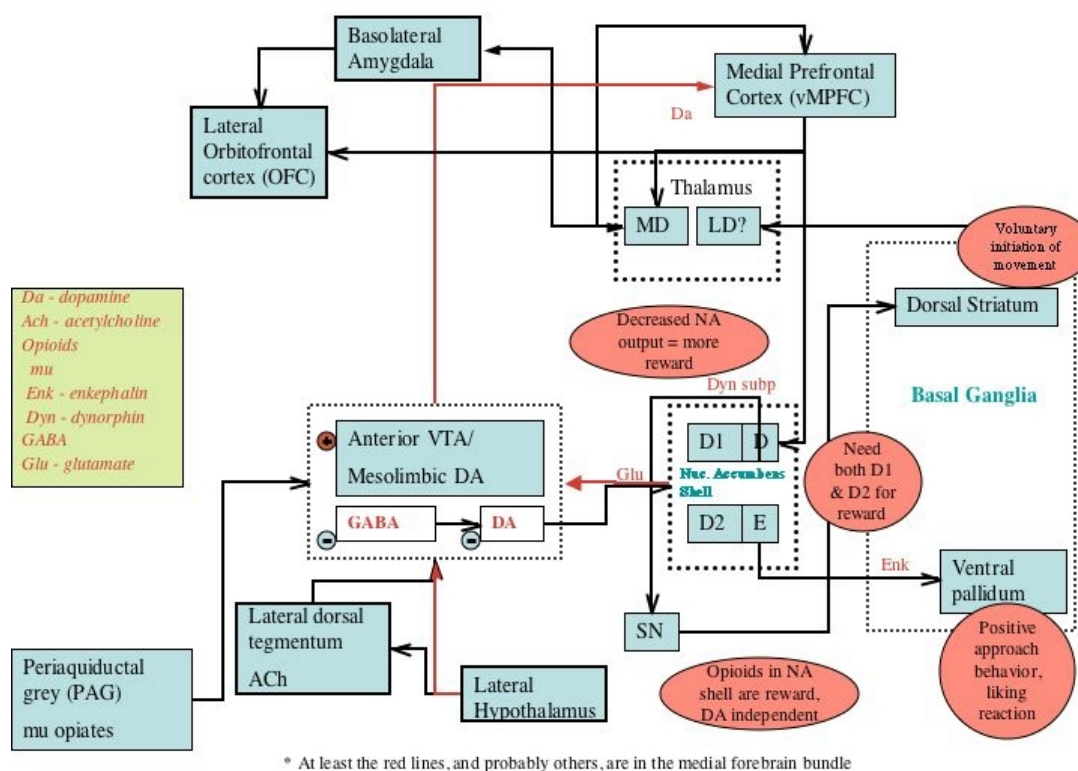 Basolateral
Amygdala
Medial Prefrontal
Cortex (vMPFC)
Da
Lateral
Orbitofrontal
cortex (OFC)
Thalamus
MD
LD?
Voluntary
initiation of
movement
Da - dopamine
Ach - acetylcholine
Opioids
mu
Enk - enkephalin
Dyn - dynorphin
GABA
Glu - glutamate
Dorsal Striatum
Decreased NA
output = more
reward
Dyn subp
Basal Ganglia
Anterior VTA/
Mesolimbic DA
GABA
DA
Glu
D1
D
Nuc. Accumbens
Shell
D2
E
Need
both D1
& D2 for
reward
Enk
Ventral
pallidum
Lateral dorsal
tegmentum
ACh
SN
Periaquiductal
grey (PAG)
mu opiates
Lateral
Hypothalamus
Opioids in NA
shell are reward,
DA independent
Positive
approach
behavior,
liking
reaction
* At least the red lines, and probably others, are in the medial forebrain bundle